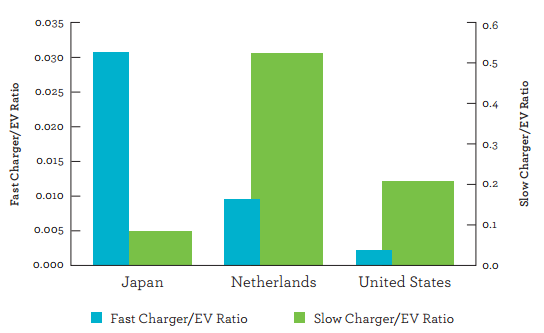 0.035
0.030
0.025
0.020
0.015
0.010
0.005
0.000
Fast Charger/EV Ratio
0.6
0.5
0.4
0.3
0.2
0.1
0.0
Slow Charger/EV Ratio
Japan
Netherlands
United States
Fast Charger/EV Ratio
Slow Charger/EV Ratio